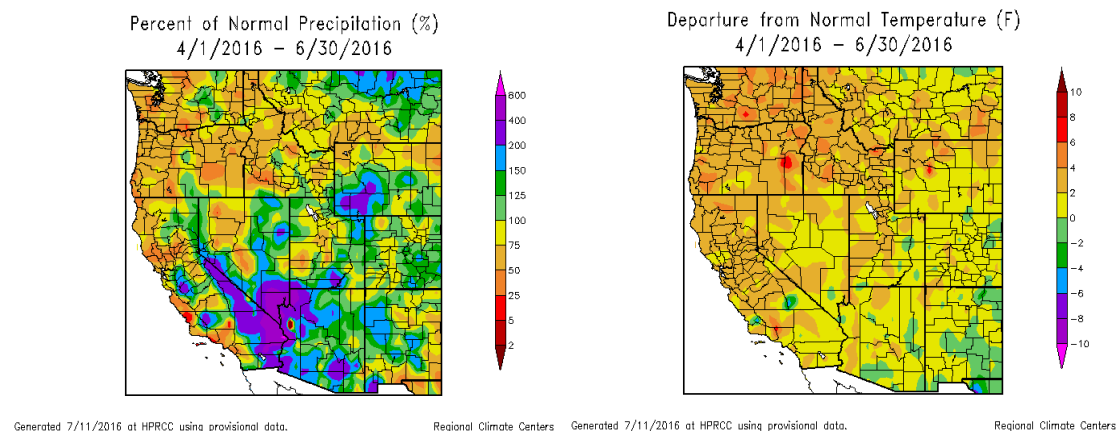 Percent of Normal Precipitation (%)
4/1/2016 – 6/30/2016
800
400
200
150
125
100
75
50
25
5
2
Generated 7/11/2016 at HPRCC using provisional data.
Regional Climate Centers
Departure from Normal Temperature (F)
4/1/2016 – 6/30/2016
10
8
6
4
2
0
−2
−4
−6
−8
−10
Generated 7/11/2016 at HPRCC using provisional data.
Regional Climate Centers